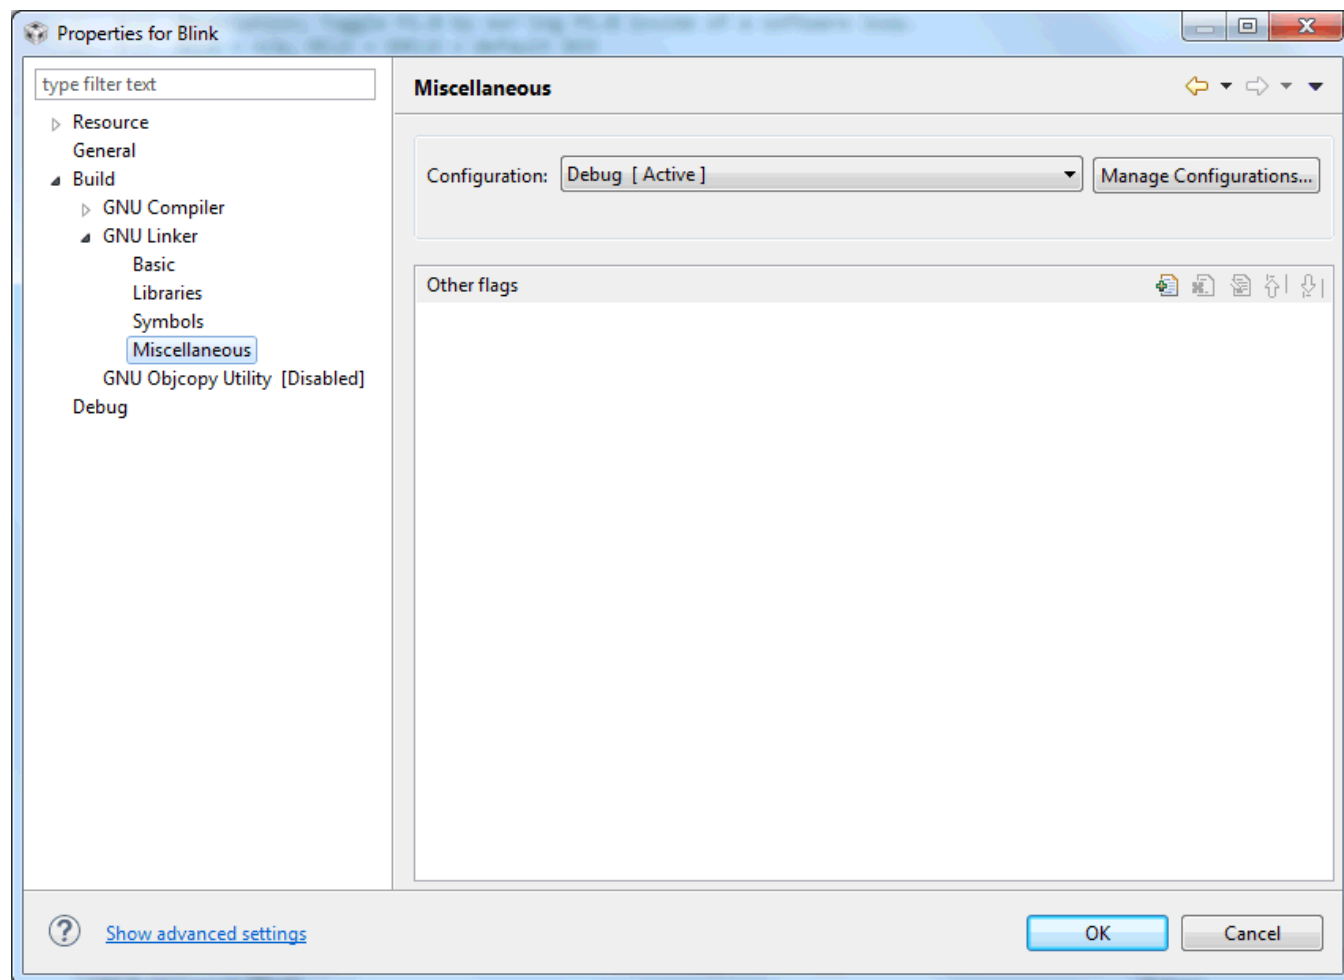 Properties for Blink
type filter text
Resource
General
Build
GNU Compiler
GNU Linker
Basic
Libraries
Symbols
Miscellaneous
GNU Objcopy Utility [Disabled]
Debug
Miscellaneous
Configuration: Debug [ Active ] Manage Configurations...
Other flags
Show advanced settings
OK Cancel